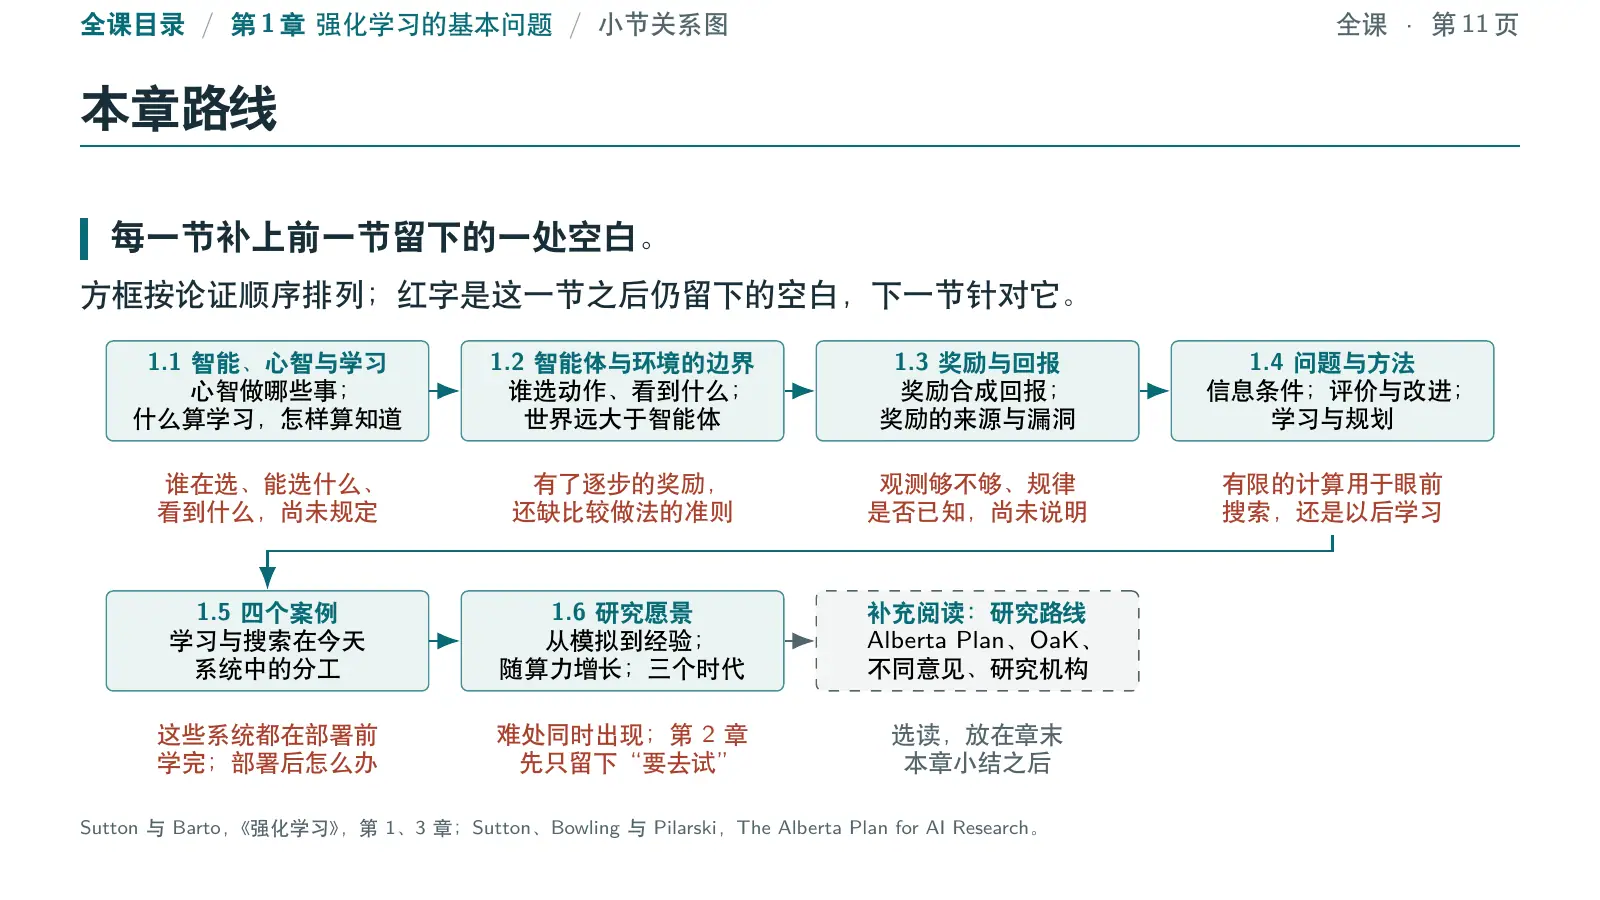 全课目录 / 第 1 章 强化学习的基本问题 / 小节关系图
全课 · 第 11 页
本章路线
每一节补上前一节留下的一处空白。
方框按论证顺序排列；红字是这一节之后仍留下的空白，下一节针对它。
1.1 智能、心智与学习
心智做哪些事；
什么算学习，怎样算知道
1.2 智能体与环境的边界
谁选动作、看到什么；
世界远大于智能体
1.3 奖励与回报
奖励合成回报；
奖励的来源与漏洞
1.4 问题与方法
信息条件；评价与改进；
学习与规划
谁在选、能选什么、
看到什么，尚未规定
有了逐步的奖励，
还缺比较做法的准则
观测够不够、规律
是否已知，尚未说明
有限的计算用于眼前
搜索，还是以后学习
1.5 四个案例
学习与搜索在今天
系统中的分工
1.6 研究愿景
从模拟到经验；
随算力增长；三个时代
补充阅读：研究路线
Alberta Plan、OaK、
不同意见、研究机构
这些系统都在部署前
学完；部署后怎么办
难处同时出现；第 2 章
先只留下“要去试”
选读，放在章末
本章小结之后
Sutton 与 Barto，《强化学习》，第 1、3 章；Sutton、Bowling 与 Pilarski，The Alberta Plan for AI Research。